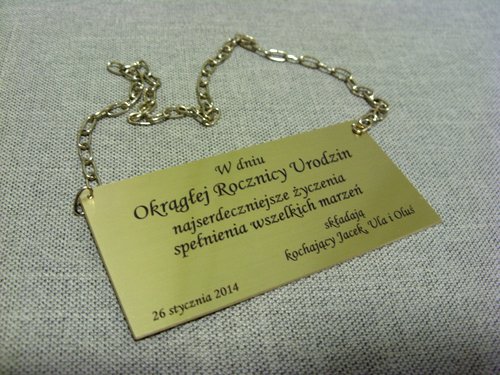 W dniu
Okrągłej Rocznicy Urodzin
najserdeczniejsze życzenia
spełnienia wszelkich marzeń
składają
kochający Jacek, Ula i Oluś
26 stycznia 2014